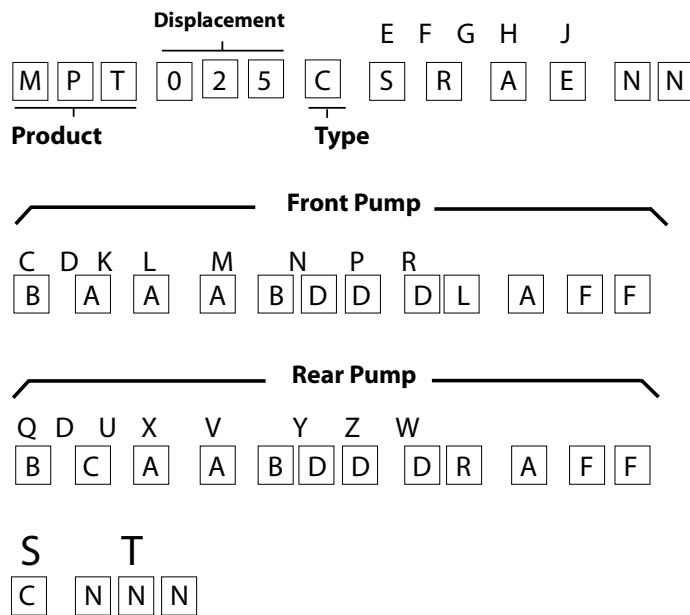 Displacement
E F G H J
M P T 0 2 5 C S R A E N N
Product Type
Front Pump
C D K L M N P R
B A A A B D D D L A F F
Rear Pump
Q D U X V Y Z W
B C A A B D D D R A F F
S T
C N N N